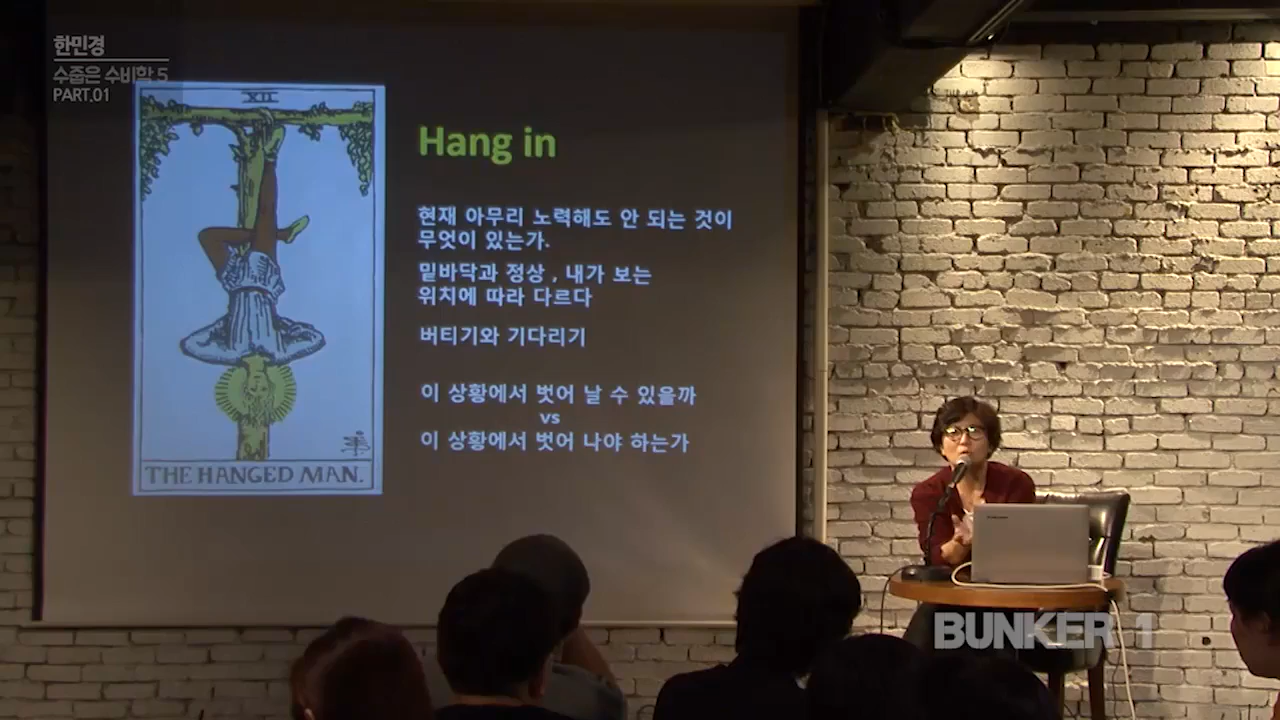 한민경
수줍은 수비학 5
PART.01
XII
THE HANGED MAN.
Hang in
현재 아무리 노력해도 안 되는 것이
무엇이 있는가.
밑바닥과 정상 , 내가 보는
위치에 따라 다르다
버티기와 기다리기
이 상황에서 벗어 날 수 있을까
vs
이 상황에서 벗어 나야 하는가
BUNKER 1